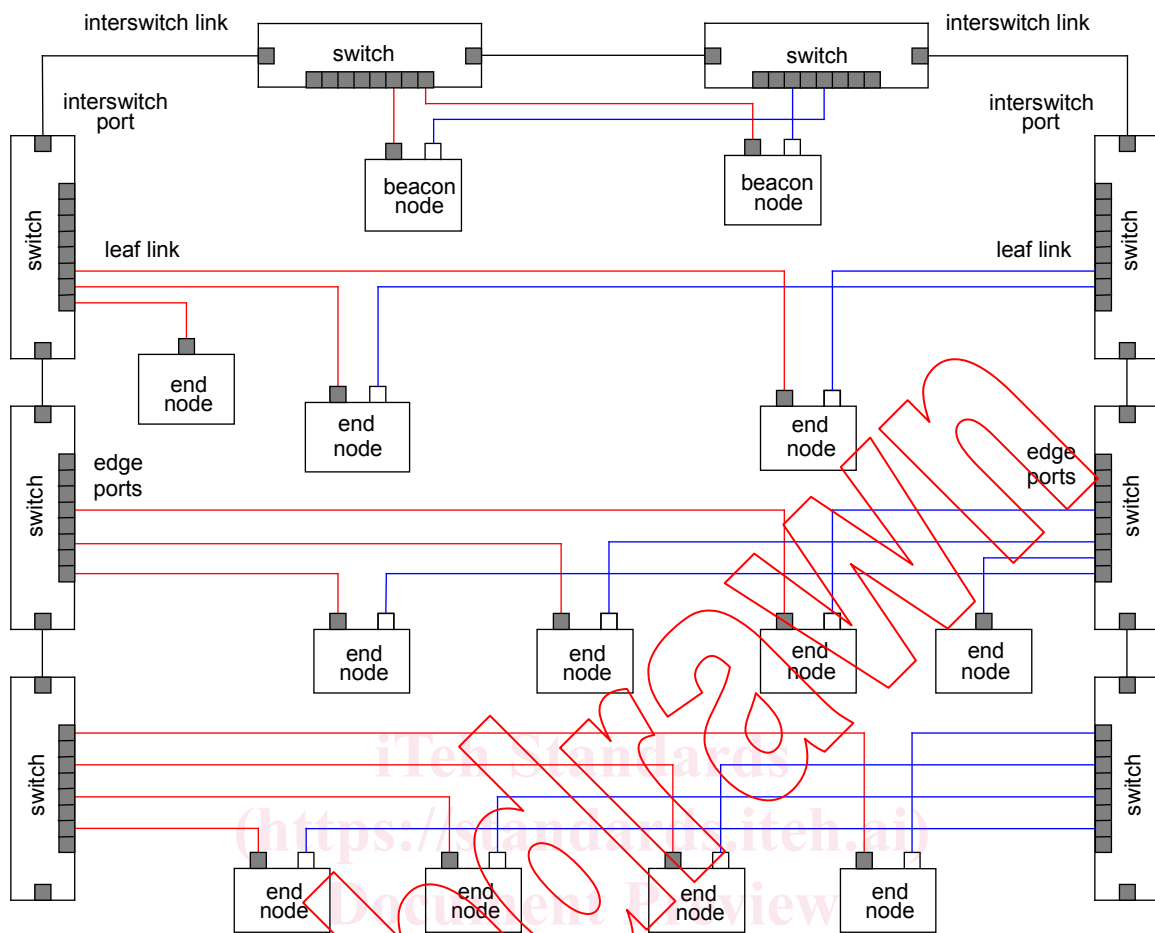 interswitch link
interswitch link
switch
switch
interswitch
port
interswitch
port
beacon
node
beacon
node
switch
switch
leaf link
leaf link
end
node
end
node
end
node
edge
ports
edge
ports
switch
switch
end
node
end
node
end
node
end
node
switch
switch
iTeh Standards
(https://standards.iteh.ai)
Document Preview
end
node
end
node
end
node
end
node